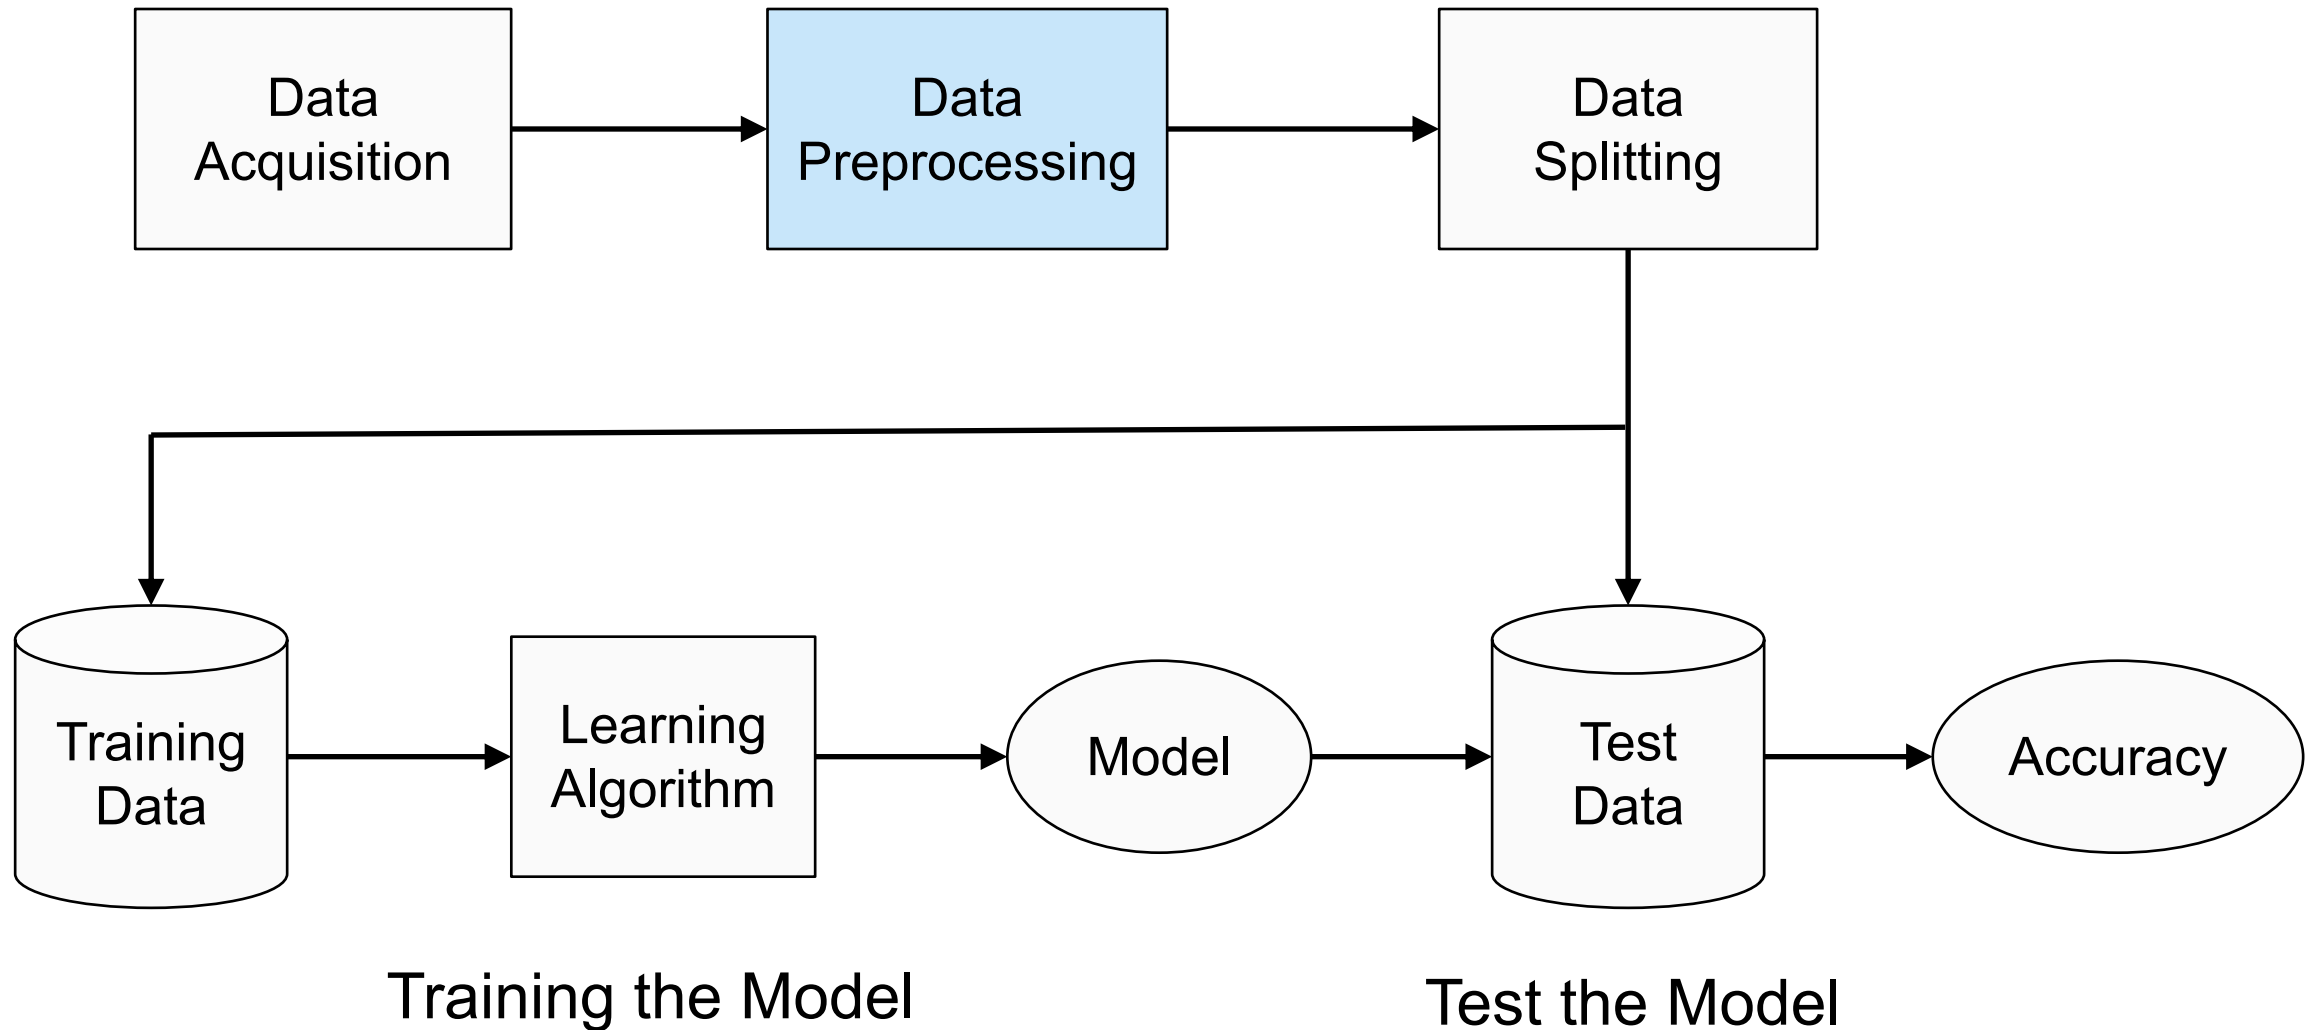 Data
Acquisition
Data
Preprocessing
Data
Splitting
Training
Data
Learning
Algorithm
Model
Test
Data
Accuracy
Training the Model
Test the Model